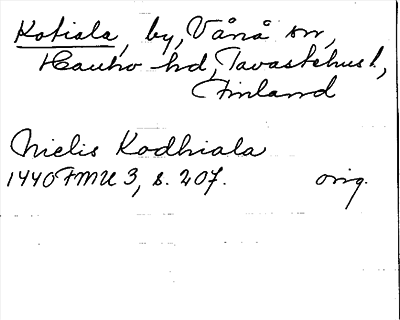 Kotiala, by, Vånå sn,
Hauho hd, Tavastehus l,
Finland
Nielis Kodhiala
1440 FMU 3, s. 207. orig.